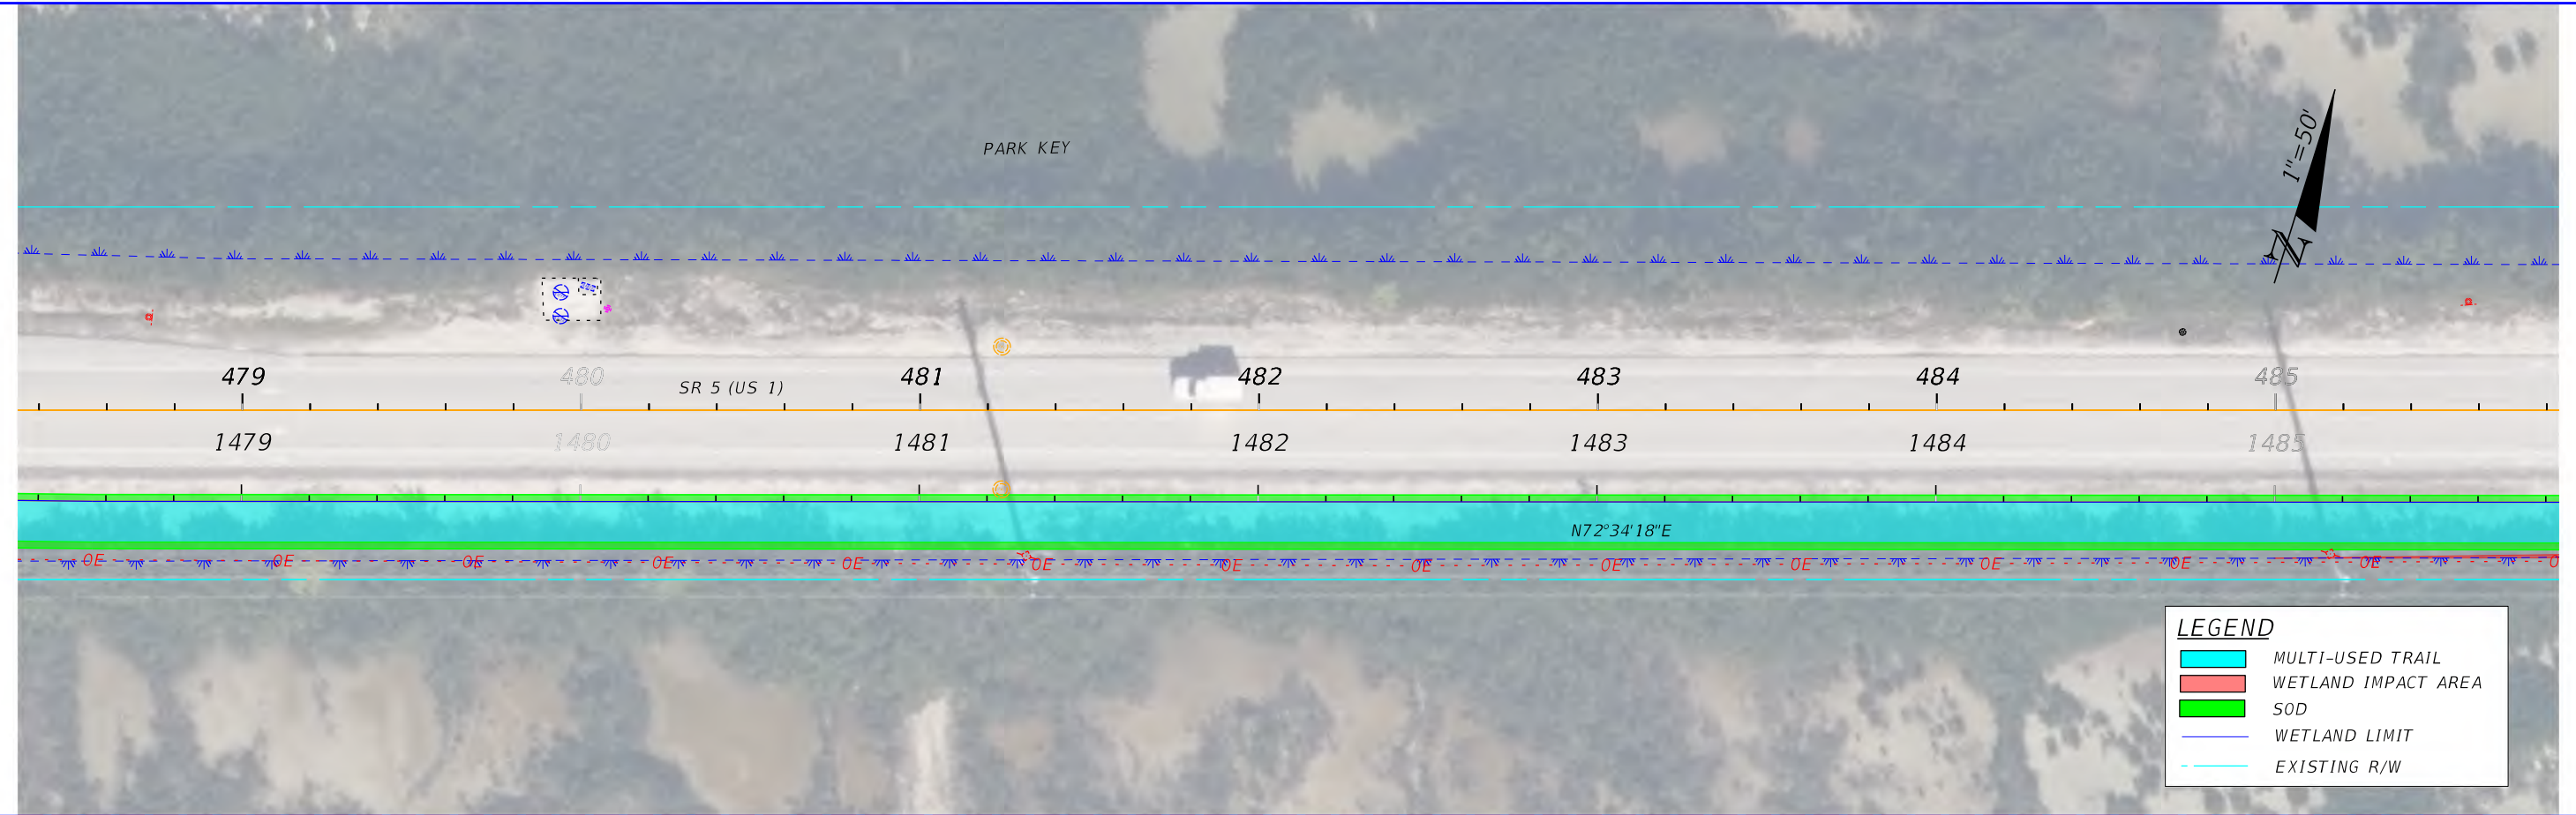 PARK KEY
1"=50'
N
479
480
481
482
483
484
485
SR 5 (US 1)
1479
1480
1481
1482
1483
1484
1485
N72°34'18"E
OE OE OE OE OE OE OE OE OE OE OE OE OE
LEGEND
MULTI-USED TRAIL
WETLAND IMPACT AREA
SOD
WETLAND LIMIT
EXISTING R/W